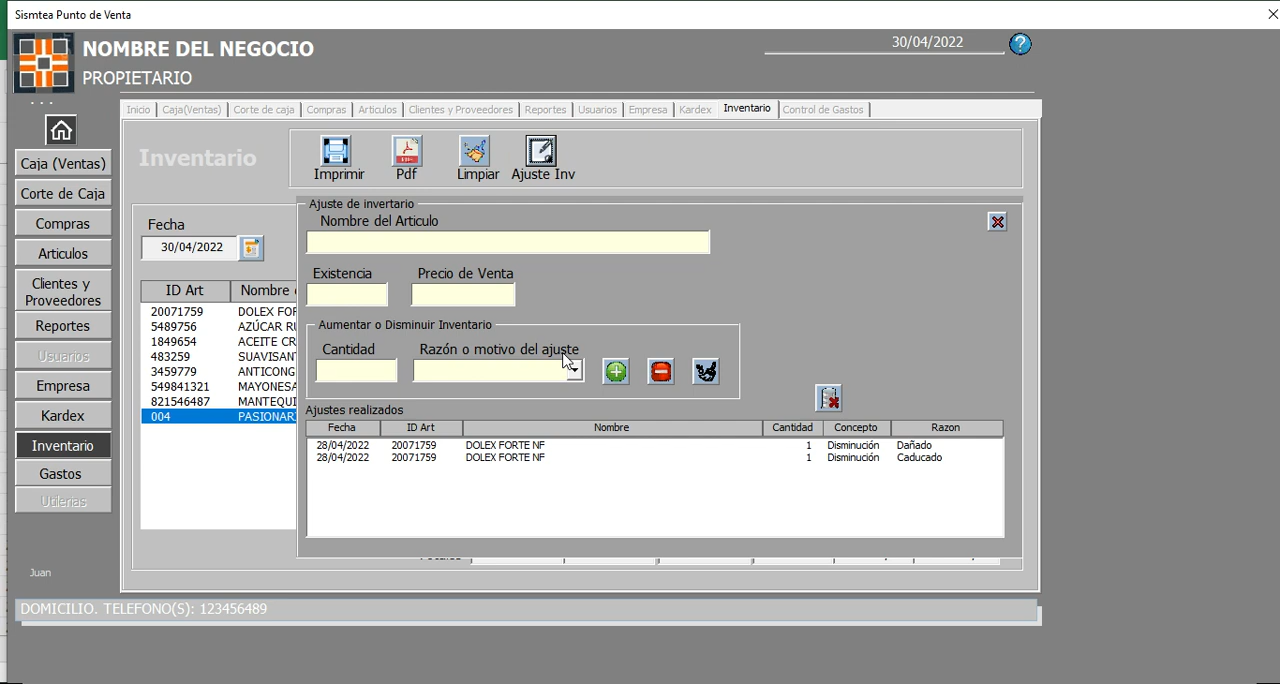 Sismtea Punto de Venta
NOMBRE DEL NEGOCIO
PROPIETARIO
30/04/2022
?
Inicio Caja(Ventas) Corte de caja Compras Articulos Clientes y Proveedores Reportes Usuarios Empresa Kardex Inventario Control de Gastos
Caja (Ventas)
Corte de Caja
Compras
Articulos
Clientes y
Proveedores
Reportes
Usuarios
Empresa
Kardex
Inventario
Gastos
Utilerias
Juan
Inventario
Imprimir Pdf Limpiar Ajuste Inv
Fecha
30/04/2022
ID Art Nombre
20071759 DOLEX FOR
5489756 AZÚCAR RU
1849654 ACEITE CR
483259 SUAVISAN
3459779 ANTICONG
549841321 MAYONESA
821546487 MANTEQUI
004 PASIONAR
Ajuste de invertario
Nombre del Articulo
Existencia Precio de Venta
Aumentar o Disminuir Inventario
Cantidad Razón o motivo del ajuste
Ajustes realizados
Fecha ID Art Nombre Cantidad Concepto Razon
28/04/2022 20071759 DOLEX FORTE NF 1 Disminución Dañado
28/04/2022 20071759 DOLEX FORTE NF 1 Disminución Caducado
DOMICILIO. TELEFONO(S): 123456489